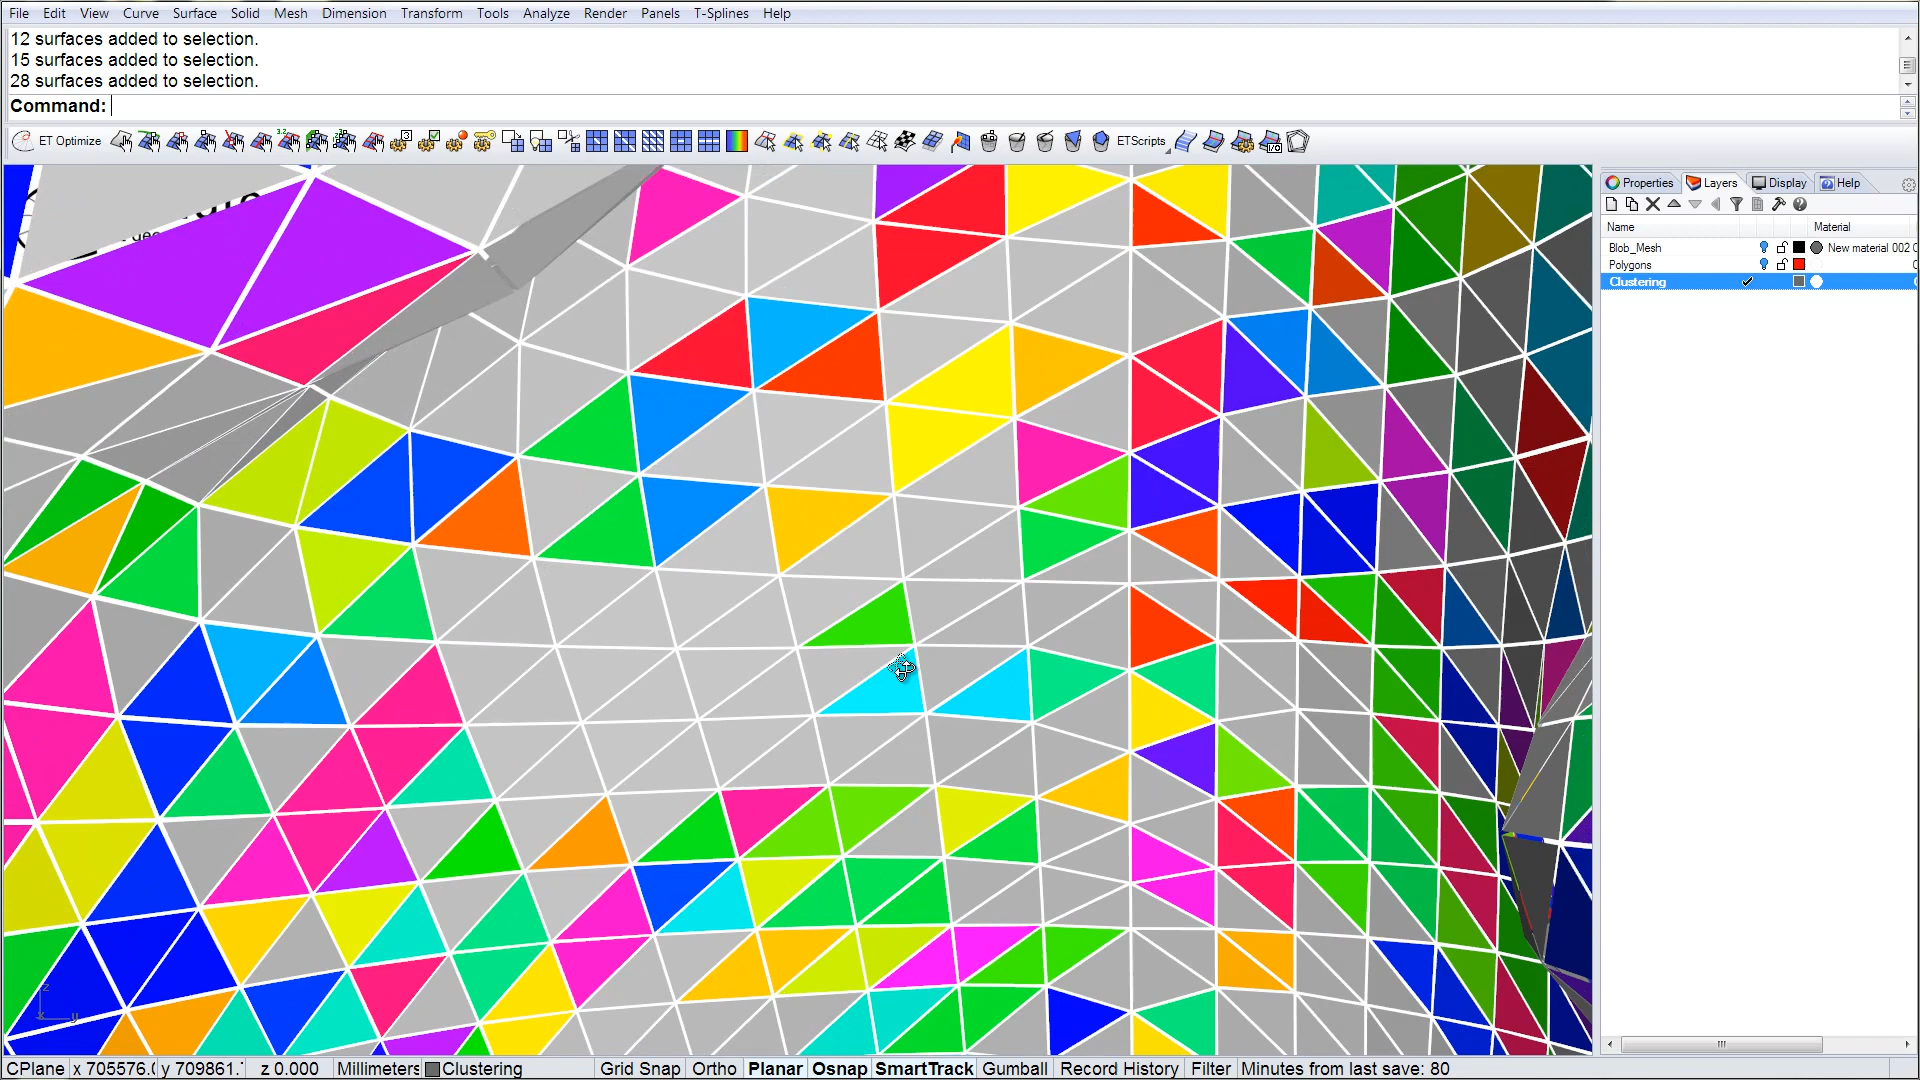 File Edit View Curve Surface Solid Mesh Dimension Transform Tools Analyze Render Panels T-Splines Help
12 surfaces added to selection.
15 surfaces added to selection.
28 surfaces added to selection.
Command:
ET Optimize
ETScripts
Properties Layers Display Help
Name Material
Blob_Mesh New material 002
Polygons
Clustering
CPlane x 705576. y 709861. z 0.000 Millimeters Clustering Grid Snap Ortho Planar Osnap SmartTrack Gumball Record History Filter Minutes from last save: 80